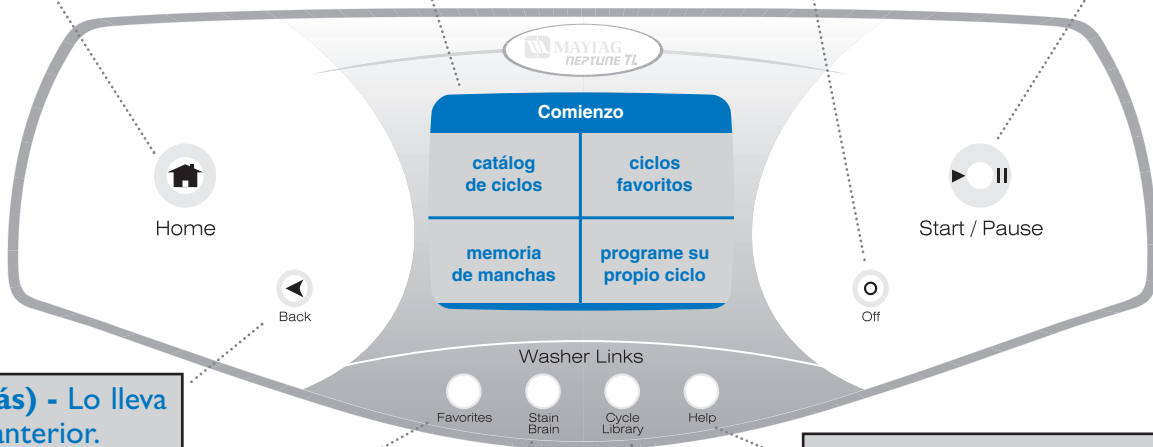 MAYTAG
NEPTUNE TL
Comienzo
catálog
de ciclos
ciclos
favoritos
memoria
de manchas
programe su
propio ciclo
Home
Start / Pause
Back
Off
Washer Links
Favorites
Stain
Brain
Cycle
Library
Help
ás) - Lo lleva
anterior.